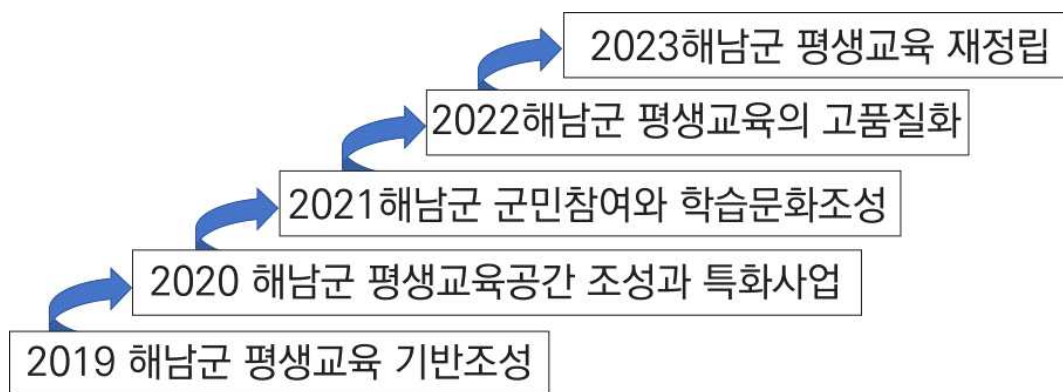 2023해남군 평생교육 재정립
2022해남군 평생교육의 고품질화
2021해남군 군민참여와 학습문화조성
2020 해남군 평생교육공간 조성과 특화사업
2019 해남군 평생교육 기반조성